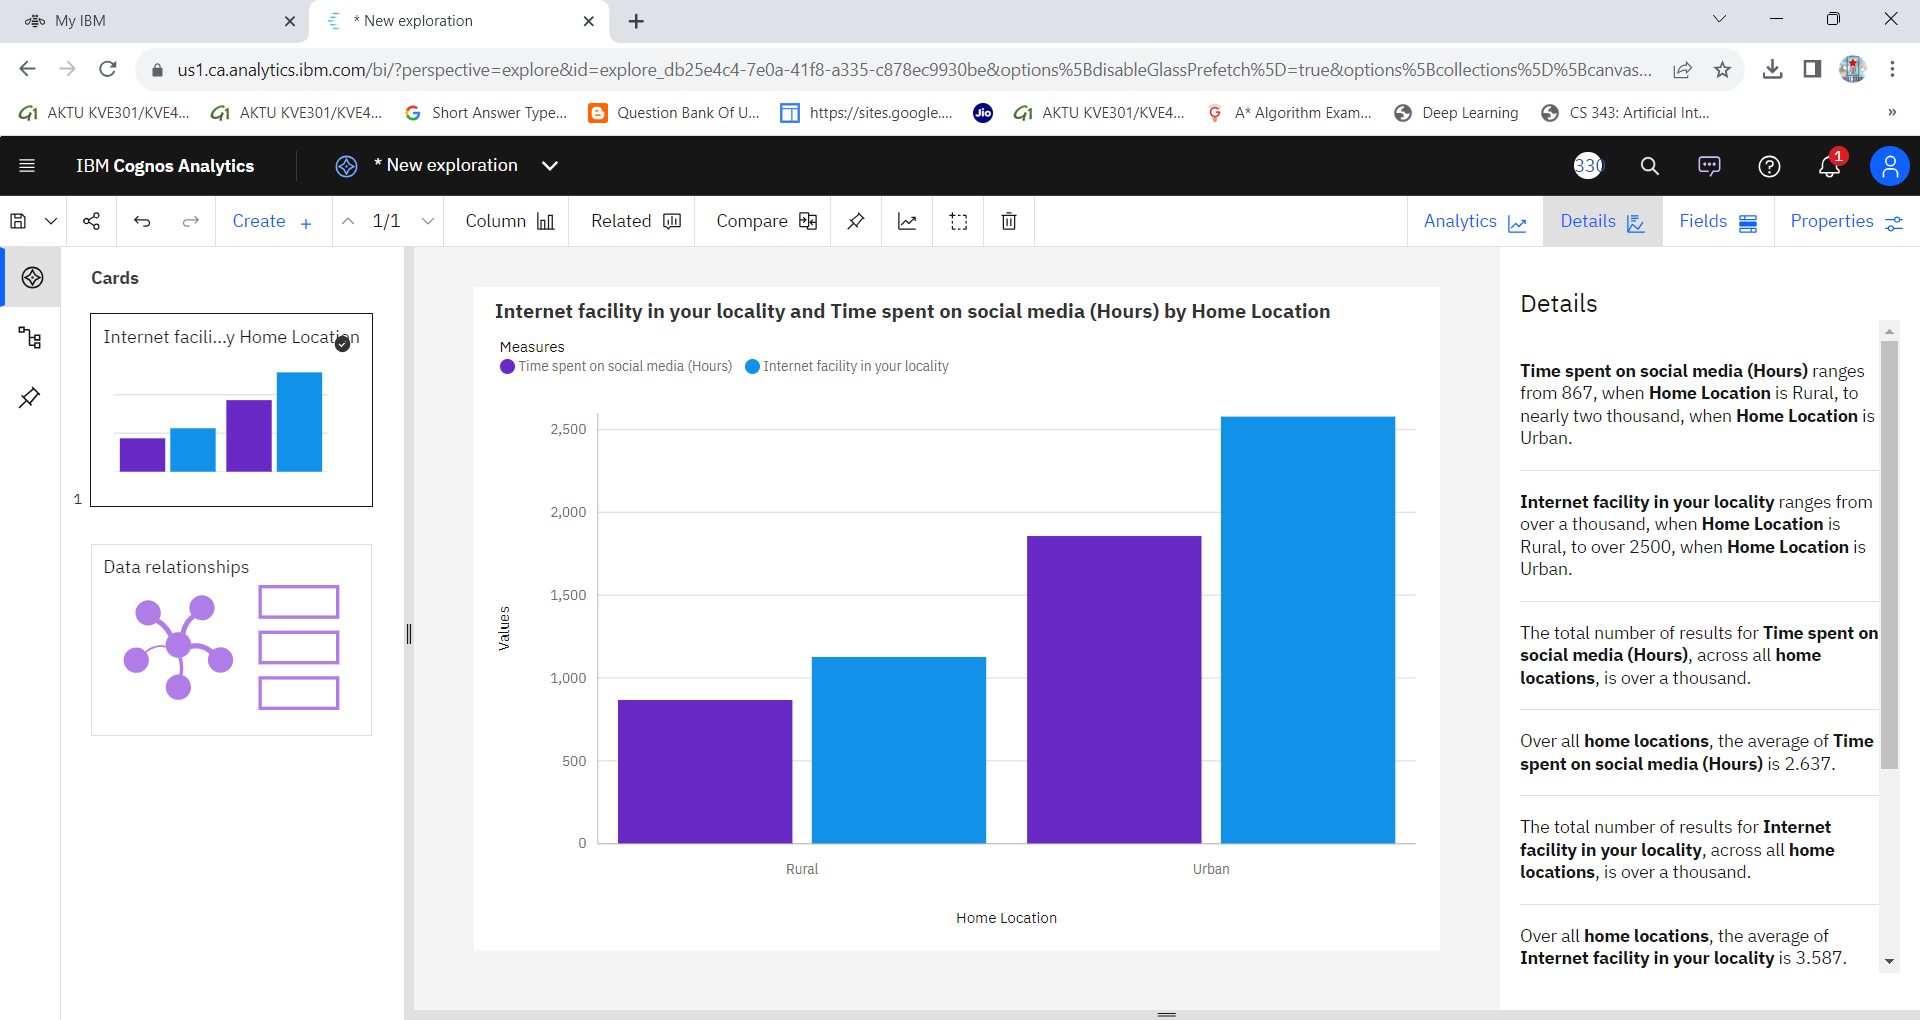 My IBM
* New exploration
us1.ca.analytics.ibm.com/bi/?perspective=explore&id=explore_db25e4c4-7e0a-41f8-a335-c878ec9930be&options%5BdisableGlassPrefetch%5D=true&options%5Bcollections%5D%5Bcanvas...
AKTU KVE301/KVE4...
AKTU KVE301/KVE4...
Short Answer Type...
Question Bank Of U...
https://sites.google....
Jio
AKTU KVE301/KVE4...
A* Algorithm Exam...
Deep Learning
CS 343: Artificial Int...
»
IBM Cognos Analytics
* New exploration
330
1
Create +
1/1
Column
Related
Compare
Analytics
Details
Fields
Properties
Cards
Internet facili...y Home Location
1
Data relationships
Internet facility in your locality and Time spent on social media (Hours) by Home Location
Measures
Time spent on social media (Hours)
Internet facility in your locality
2,500
2,000
1,500
1,000
500
0
Values
Rural
Urban
Home Location
Details
Time spent on social media (Hours) ranges
from 867, when Home Location is Rural, to
nearly two thousand, when Home Location is
Urban.
Internet facility in your locality ranges from
over a thousand, when Home Location is
Rural, to over 2500, when Home Location is
Urban.
The total number of results for Time spent on
social media (Hours), across all home
locations, is over a thousand.
Over all home locations, the average of Time
spent on social media (Hours) is 2.637.
The total number of results for Internet
facility in your locality, across all home
locations, is over a thousand.
Over all home locations, the average of
Internet facility in your locality is 3.587.